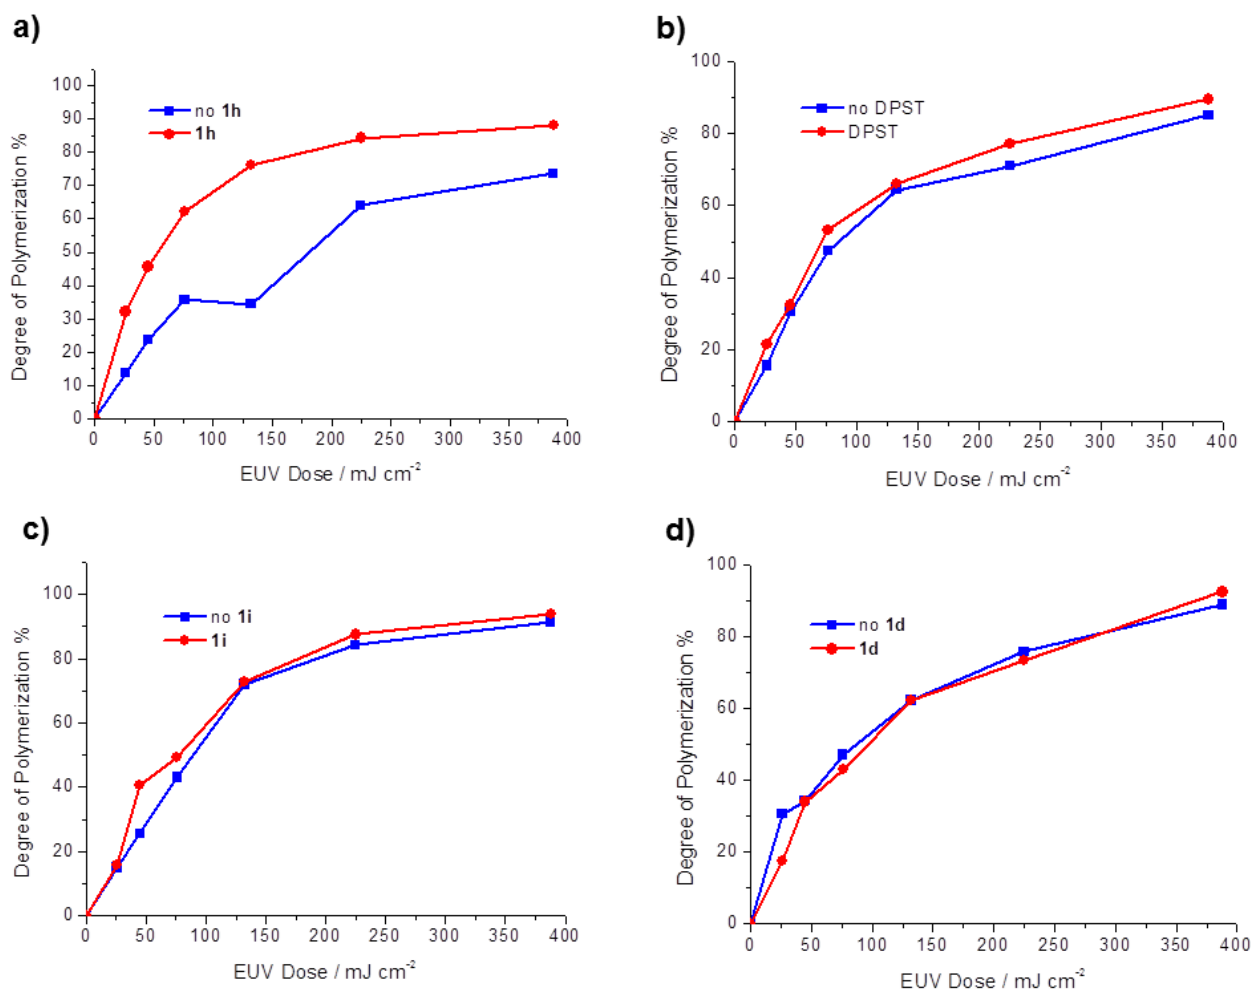 a)
no 1h
1h
100
90
80
70
60
50
40
30
20
10
0
Degree of Polymerization %
0 50 100 150 200 250 300 350 400
EUV Dose / mJ cm⁻²
b)
no DPST
DPST
100
80
60
40
20
0
Degree of Polymerization %
0 50 100 150 200 250 300 350 400
EUV Dose / mJ cm⁻²
c)
no 1i
1i
100
80
60
40
20
0
Degree of Polymerization %
0 50 100 150 200 250 300 350 400
EUV Dose / mJ cm⁻²
d)
no 1d
1d
100
80
60
40
20
0
Degree of Polymerization %
0 50 100 150 200 250 300 350 400
EUV Dose / mJ cm⁻²